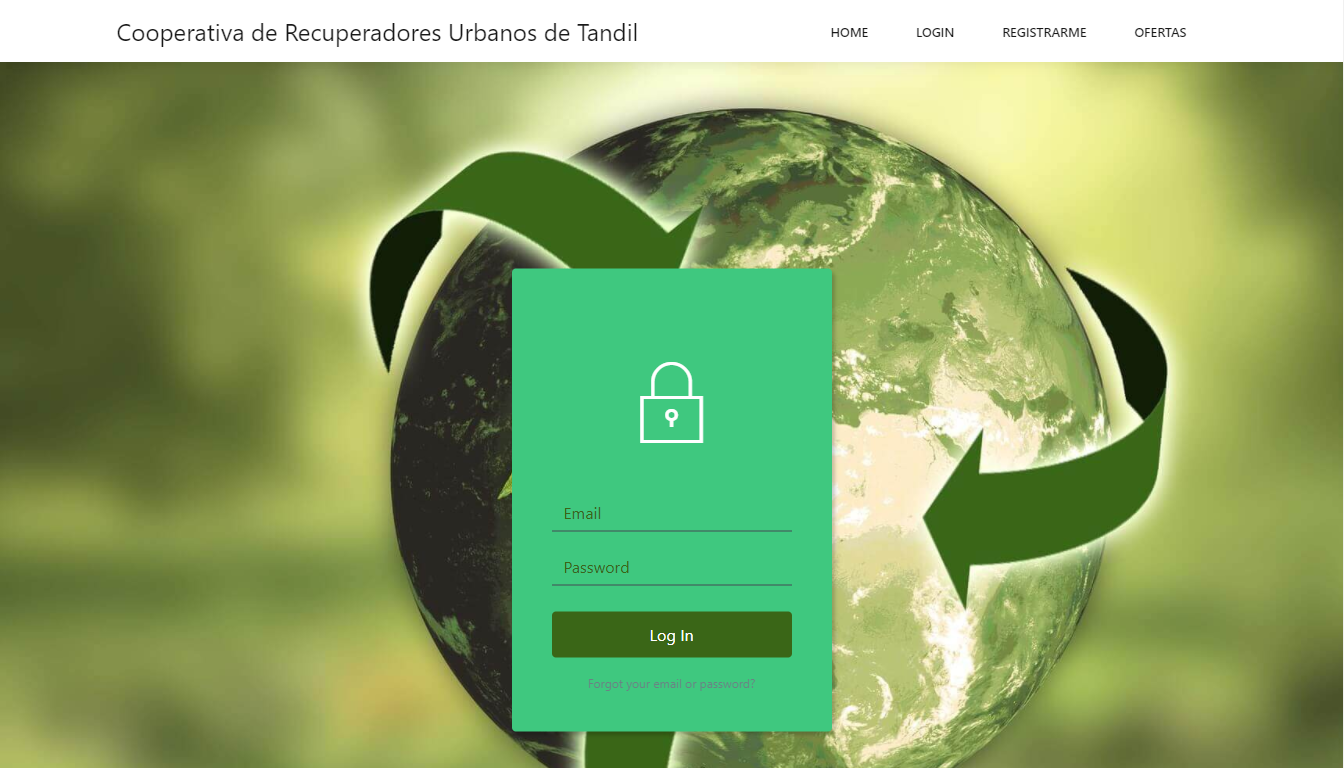 Cooperativa de Recuperadores Urbanos de Tandil
HOME LOGIN REGISTRARME OFERTAS
Email
Password
Log In
Forgot your email or password?